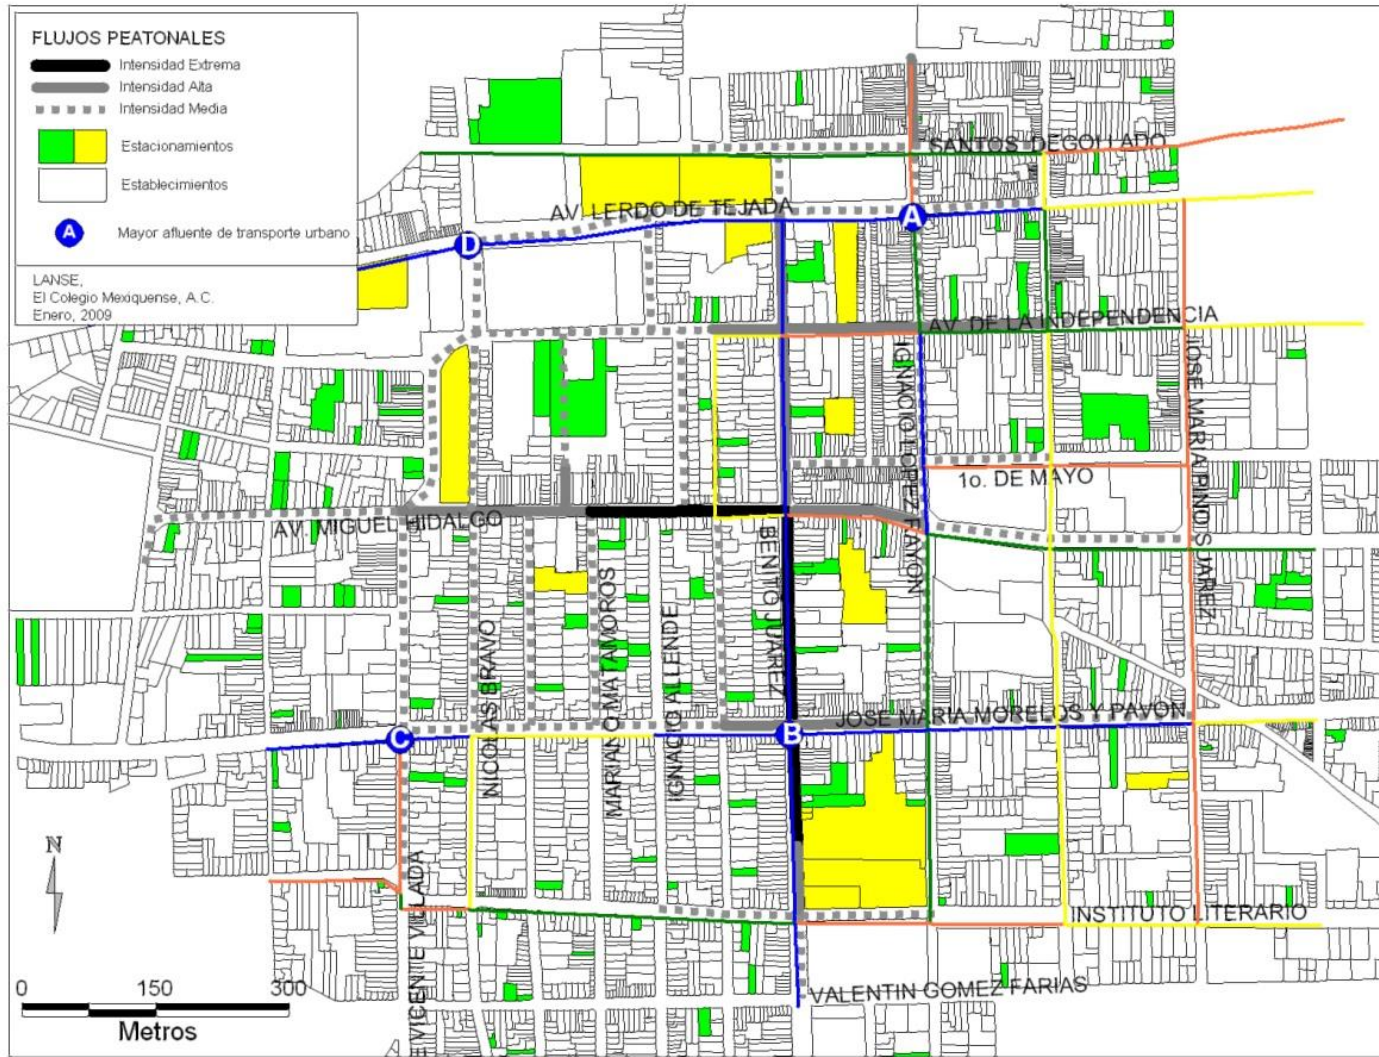 FLUJOS PEATONALES
Intensidad Extrema
Intensidad Alta
Intensidad Media
Estacionamientos
Establecimientos
A
Mayor afluente de transporte urbano
LANSE,
El Colegio Mexiquense, A.C.
Enero, 2009
SANTOS DEGOLLADO
AV. LERDO DE TEJADA
A
D
AV. DE LA INDEPENDENCIA
IGNACIO LOPEZ RAYON
JOSE MARIA PINOS JAREZ
1o. DE MAYO
AV. MIGUEL HIDALGO
BENITO JUAREZ
MARIANO MATAMOROS
IGNACIO ALENDE
NICOLAS BRAVO
JOSE MARIA MORELOS Y PAVON
C
B
E VICENTE VILLADA
INSTITUTO LITERARIO
VALENTIN GOMEZ FARIAS
N
0 150 300
Metros